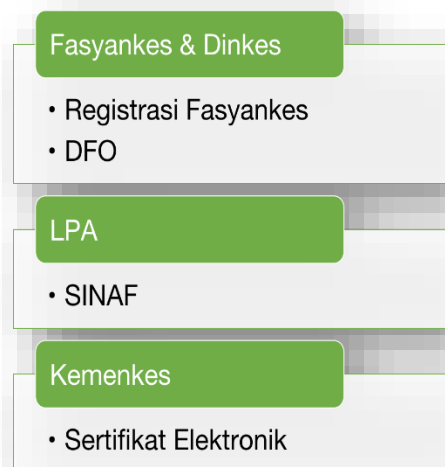 Fasyankes & Dinkes
• Registrasi Fasyankes
• DFO
LPA
• SINAF
Kemenkes
• Sertifikat Elektronik